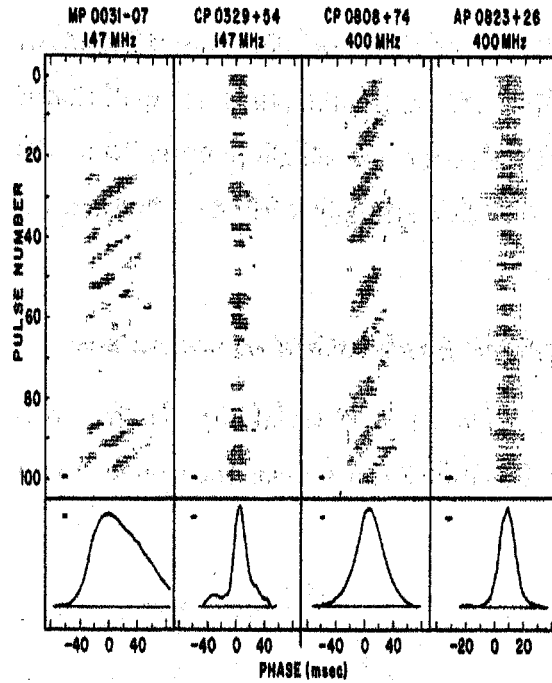 MP 0031-07 CP 0329+54 CP 0808+74 AP 0823+26
147 MHz 147 MHz 400 MHz 400 MHz
0
20
40
60
80
100
PULSE NUMBER
-40 0 40 -40 0 40 -40 0 40 -20 0 20
PHASE (msec)